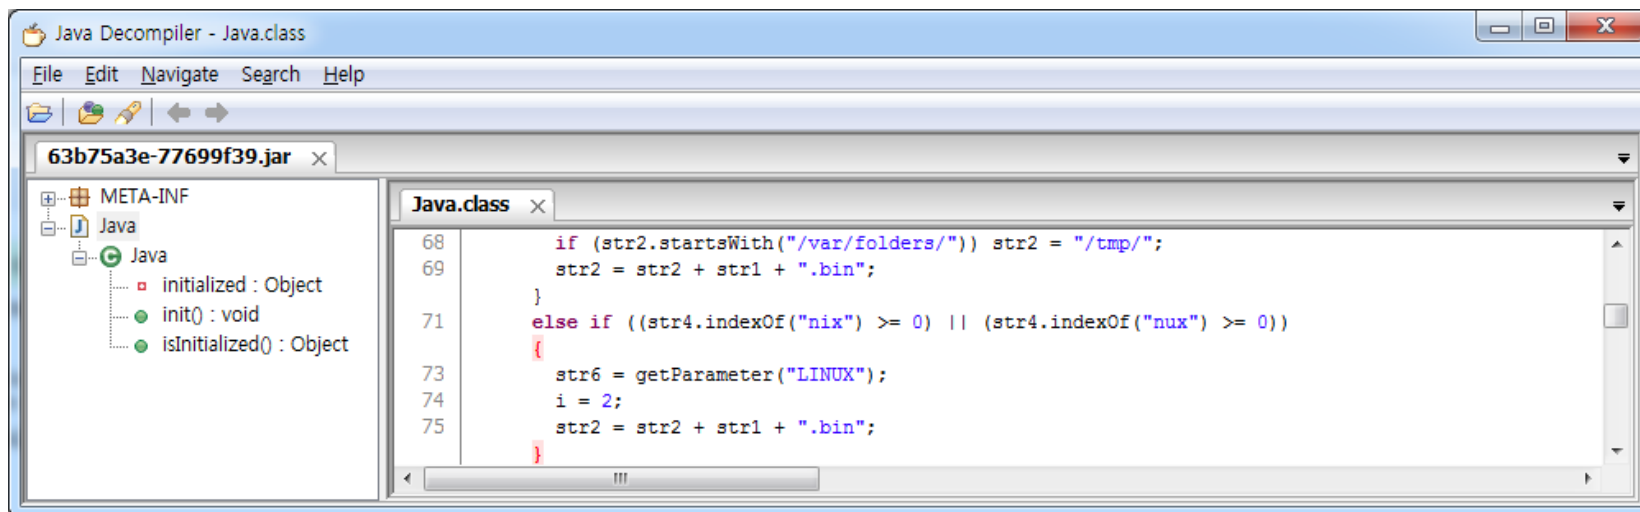 Java Decompiler - Java.class
File Edit Navigate Search Help
63b75a3e-77699f39.jar
META-INF
Java
Java
initialized : Object
init() : void
isInitialized() : Object
Java.class
68 if (str2.startsWith("/var/folders/")) str2 = "/tmp/";
69 str2 = str2 + str1 + ".bin";
}
71 else if ((str4.indexOf("nix") >= 0) || (str4.indexOf("nux") >= 0))
{
73 str6 = getParameter("LINUX");
74 i = 2;
75 str2 = str2 + str1 + ".bin";
}